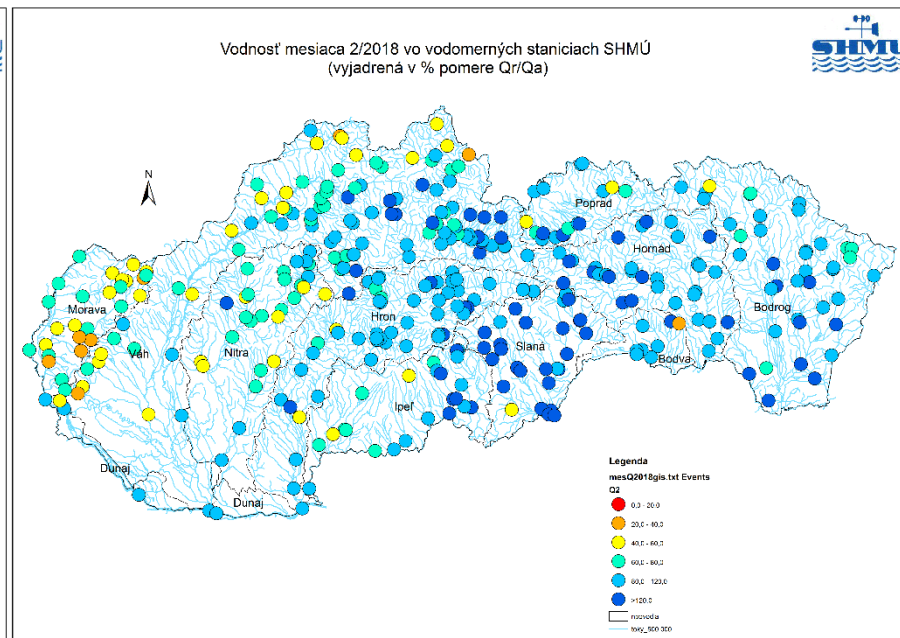 Vodnosť mesiaca 2/2018 vo vodomerných staniciach SHMÚ
(vyjadrená v % pomere Qr/Qa)
SHMÚ
N
Poprad
Hornád
Morava
Bodrog
Hron
Slaná
Váh
Nitra
Bodva
Ipeľ
Dunaj
Dunaj
Legenda
mesQ2018gis.txt Events
Q2
0,0 - 20,0
20,0 - 40,0
40,0 - 60,0
60,0 - 80,0
80,0 - 120,0
>120,0